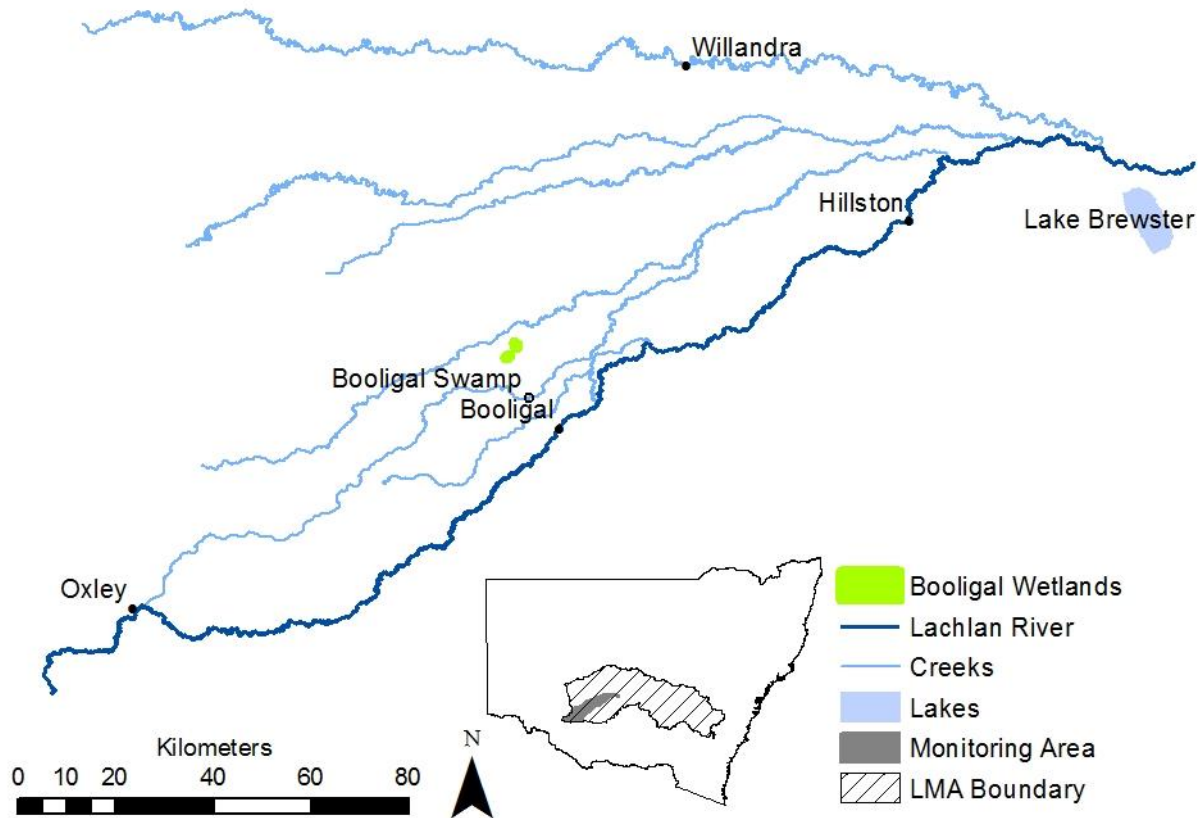 Willandra
Hillston
Lake Brewster
Booligal Swamp
Booligal
Oxley
Booligal Wetlands
Lachlan River
Creeks
Lakes
Monitoring Area
LMA Boundary
Kilometers
N
0 10 20 40 60 80